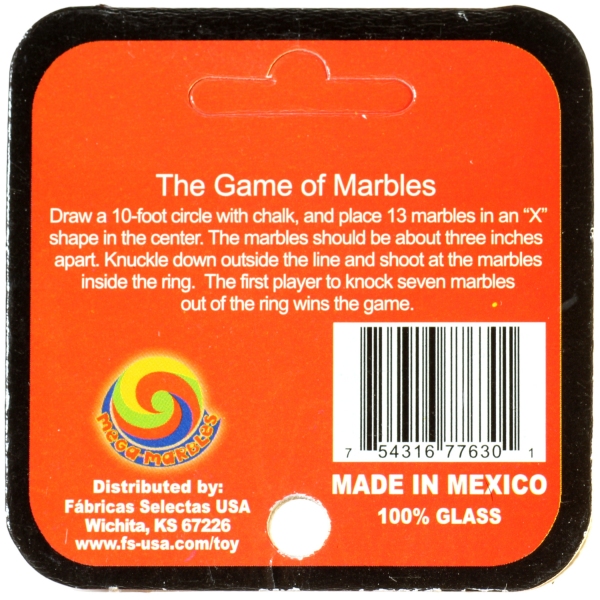 The Game of Marbles
Draw a 10-foot circle with chalk, and place 13 marbles in an “X”
shape in the center. The marbles should be about three inches
apart. Knuckle down outside the line and shoot at the marbles
inside the ring. The first player to knock seven marbles
out of the ring wins the game.
mega marbles
Distributed by:
Fábricas Selectas USA
Wichita, KS 67226
www.fs-usa.com/toy
7 54316 77630 1
MADE IN MEXICO
100% GLASS